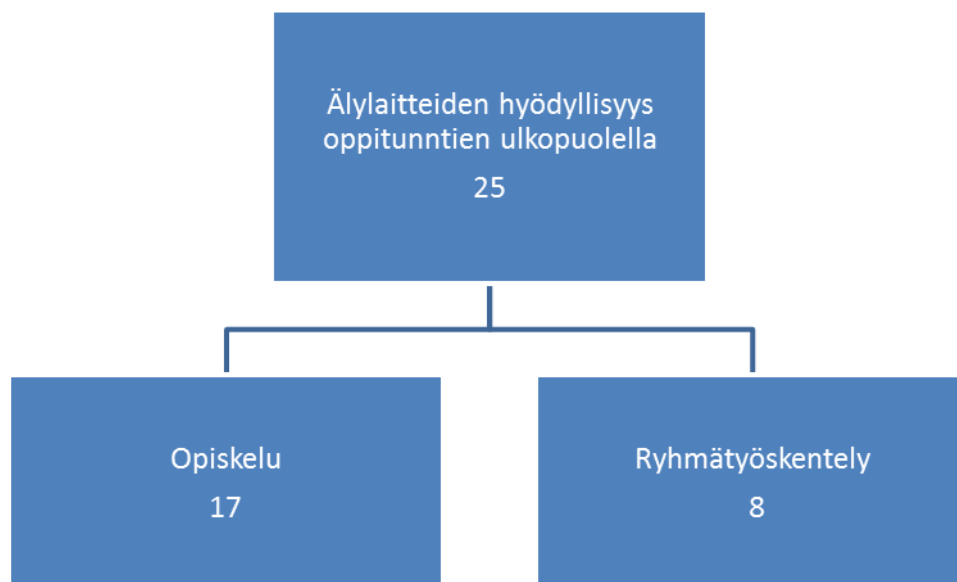 Älylaitteiden hyödyllisyys
oppitunntien ulkopuolella
25
Opiskelu
17
Ryhmätyöskentely
8